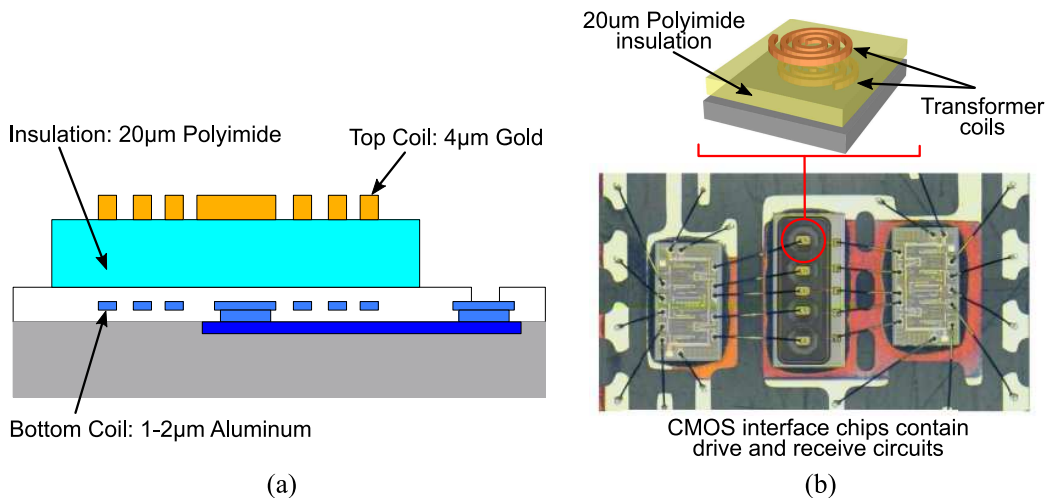 Insulation: 20µm Polyimide
Top Coil: 4µm Gold
Bottom Coil: 1-2µm Aluminum
(a)
20um Polyimide
insulation
Transformer
coils
CMOS interface chips contain
drive and receive circuits
(b)